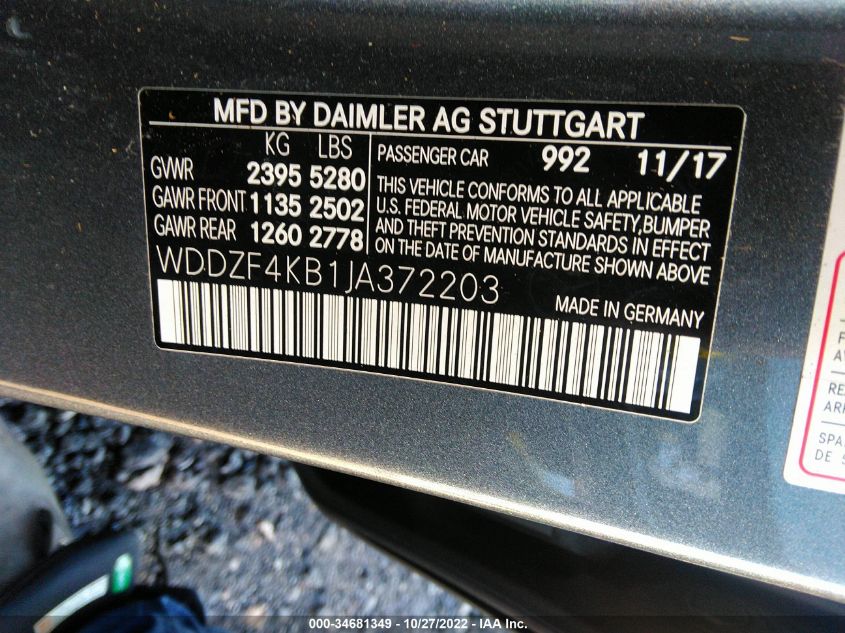 MFD BY DAIMLER AG STUTTGART
KG LBS
GVWR 2395 5280
GAWR FRONT 1135 2502
GAWR REAR 1260 2778
PASSENGER CAR 992 11/17
THIS VEHICLE CONFORMS TO ALL APPLICABLE
U.S. FEDERAL MOTOR VEHICLE SAFETY,BUMPER
AND THEFT PREVENTION STANDARDS IN EFFECT
ON THE DATE OF MANUFACTURE SHOWN ABOVE
WDDZF4KB1JA372203
MADE IN GERMANY
000-34681349 - 10/27/2022 - IAA Inc.